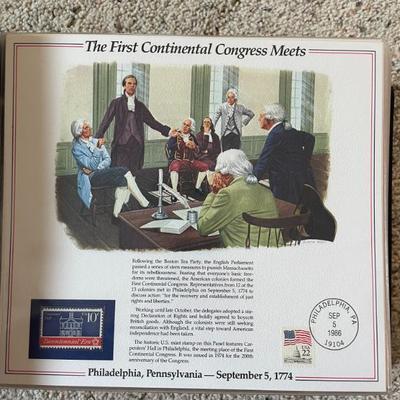 The First Continental Congress Meets
Following the Boston Tea Party, the English Parliament
passed a series of stern measures to punish Massachusetts
for its rebelliousness. Fearing that everyone's basic free-
doms were threatened, the American colonies formed the
First Continental Congress. Representatives from 12 of the
13 colonies met in Philadelphia on September 5, 1774 to
discuss action "for the recovery and establishment of just
rights and liberties."
Working until late October, the delegates adopted a stir-
ring Declaration of Rights and boldly agreed to boycott
British goods. Although the colonists were still seeking
reconciliation with England, a vital step toward American
independence had been taken.
The historic U.S. mint stamp on this Panel features Car-
penters' Hall in Philadelphia, the meeting place of the First
Continental Congress. It was issued in 1974 for the 200th
anniversary of the Congress.
10c
Bicentennial Era
PHILADELPHIA, PA
SEP
5
1986
19104
22
Philadelphia, Pennsylvania — September 5, 1774